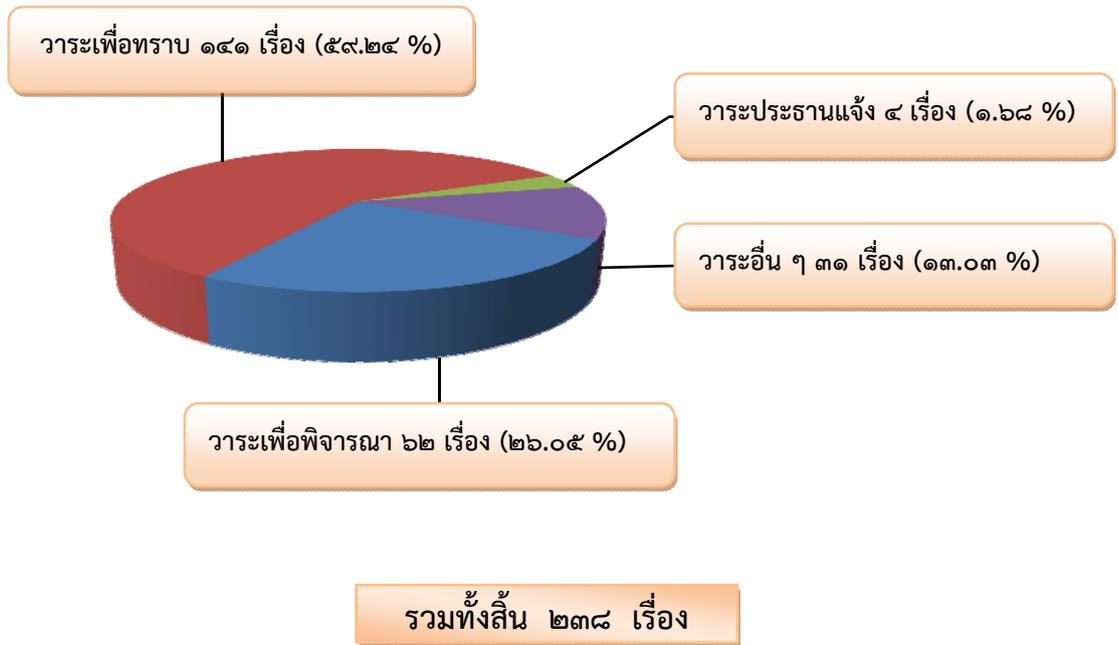 วาระเพื่อทราบ ๑๔๑ เรื่อง (๕๙.๒๔ %)
วาระประธานแจ้ง ๔ เรื่อง (๑.๖๘ %)
วาระอื่น ๆ ๓๑ เรื่อง (๑๓.๐๓ %)
วาระเพื่อพิจารณา ๖๒ เรื่อง (๒๖.๐๕ %)
รวมทั้งสิ้น ๒๓๘ เรื่อง